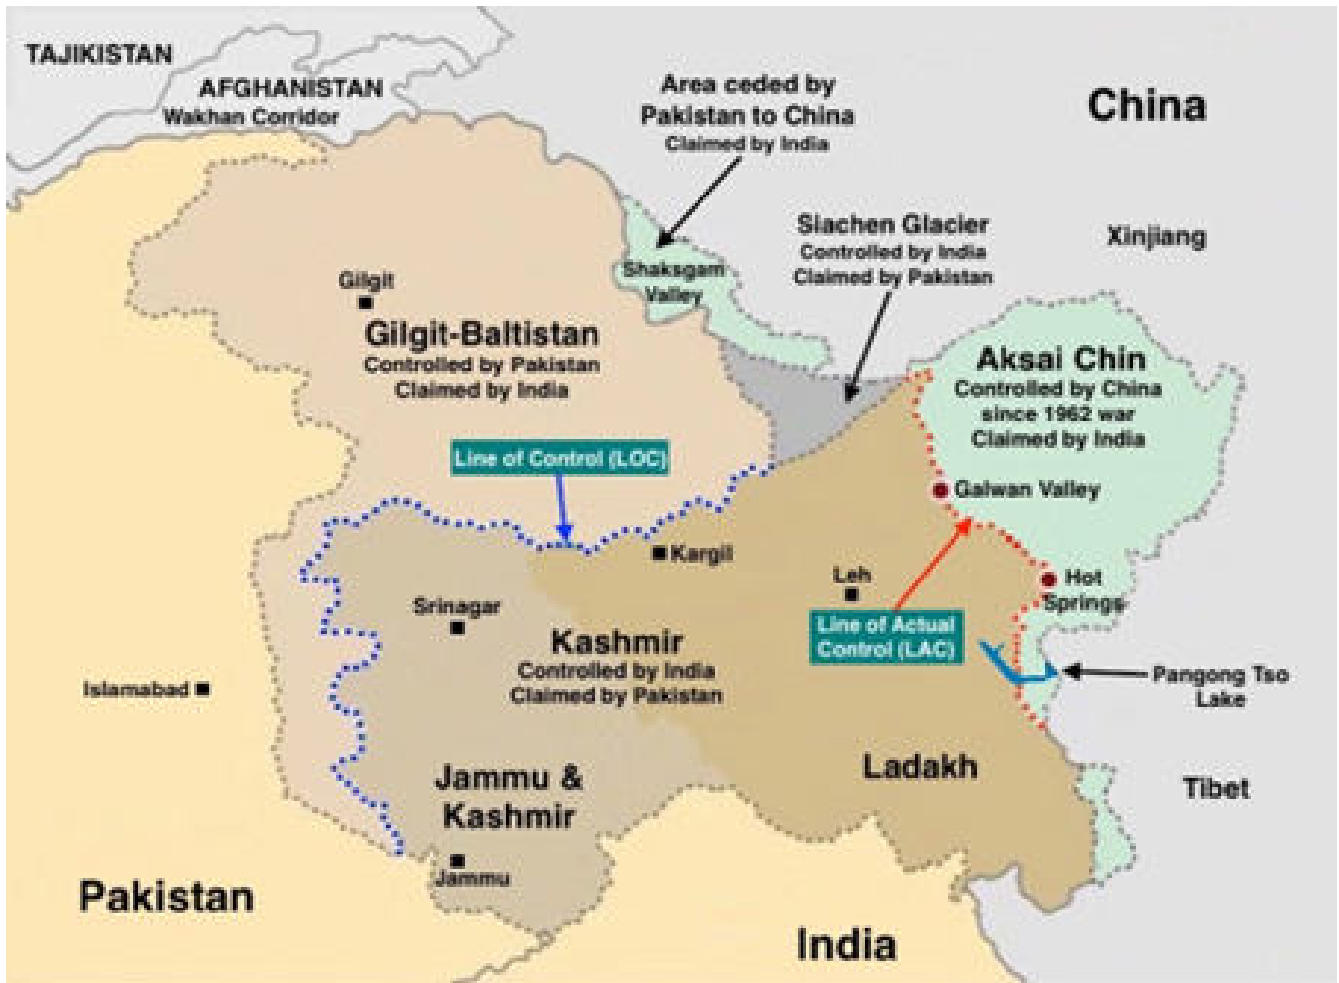 TAJIKISTAN
AFGHANISTAN
Wakhan Corridor
Area ceded by
Pakistan to China
Claimed by India
China
Siachen Glacier
Controlled by India
Claimed by Pakistan
Xinjiang
Shaksgam
Valley
Gilgit
Gilgit-Baltistan
Controlled by Pakistan
Claimed by India
Aksai Chin
Controlled by China
since 1962 war
Claimed by India
Line of Control (LOC)
Galwan Valley
Kargil
Leh
Hot
Springs
Srinagar
Line of Actual
Control (LAC)
Kashmir
Controlled by India
Claimed by Pakistan
Islamabad
Pangong Tso
Lake
Jammu &
Kashmir
Ladakh
Tibet
Jammu
Pakistan
India